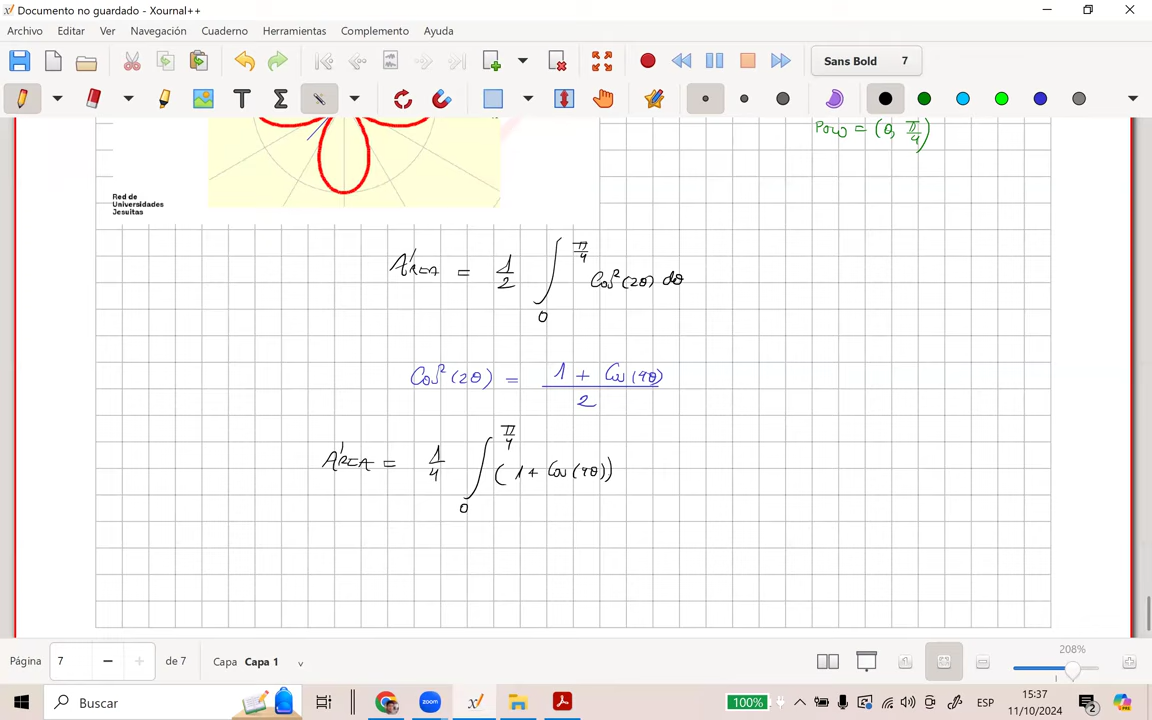 Documento no guardado - Xournal++
Archivo Editar Ver Navegación Cuaderno Herramientas Complemento Ayuda
Sans Bold 7
Polo = (0, π/4)
Red de
Universidades
Jesuitas
ÁREA = 1/2 ∫₀^(π/4) Cos²(2θ) dθ
Cos²(2θ) = (1 + Cos(4θ))/2
ÁREA = 1/4 ∫₀^(π/4) (1 + Cos(4θ))
Página 7 de 7 Capa Capa 1
208%
Buscar
100%
ESP
15:37
11/10/2024
2